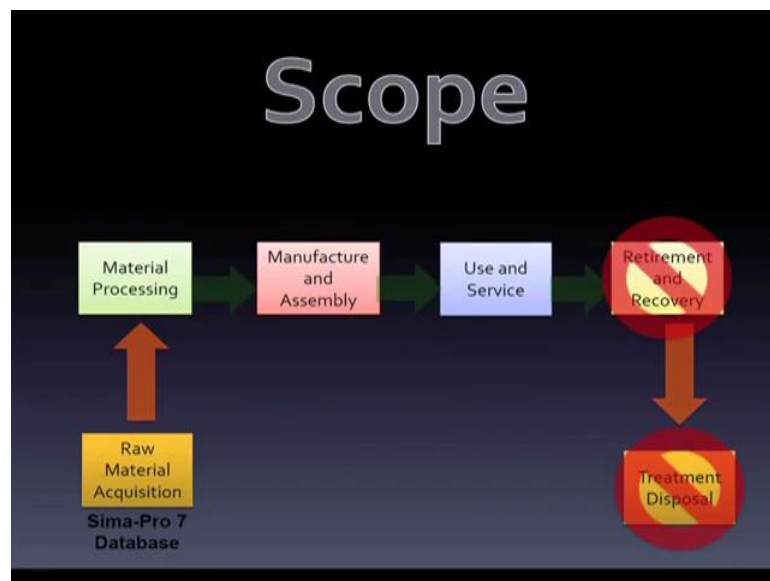 Scope
Material
Processing
Manufacture
and
Assembly
Use and
Service
Retirement
and
Recovery
Raw
Material
Acquisition
Sima-Pro 7
Database
Treatment
Disposal